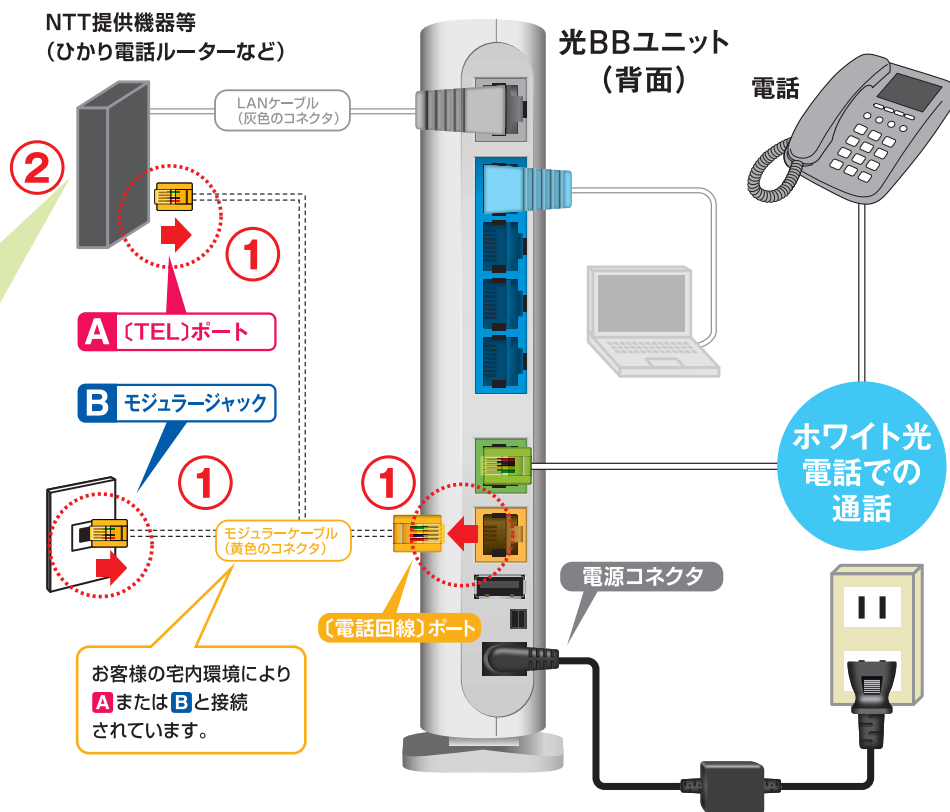 NTT提供機器等
(ひかり電話ルーターなど)
光BBユニット
(背面)
電話
LANケーブル
(灰色のコネクタ)
②
①
A 〔TEL〕ポート
B モジュラージャック
①
①
モジュラーケーブル
(黄色のコネクタ)
ホワイト光
電話での
通話
電源コネクタ
〔電話回線〕ポート
お客様の宅内環境により
AまたはBと接続
されています。